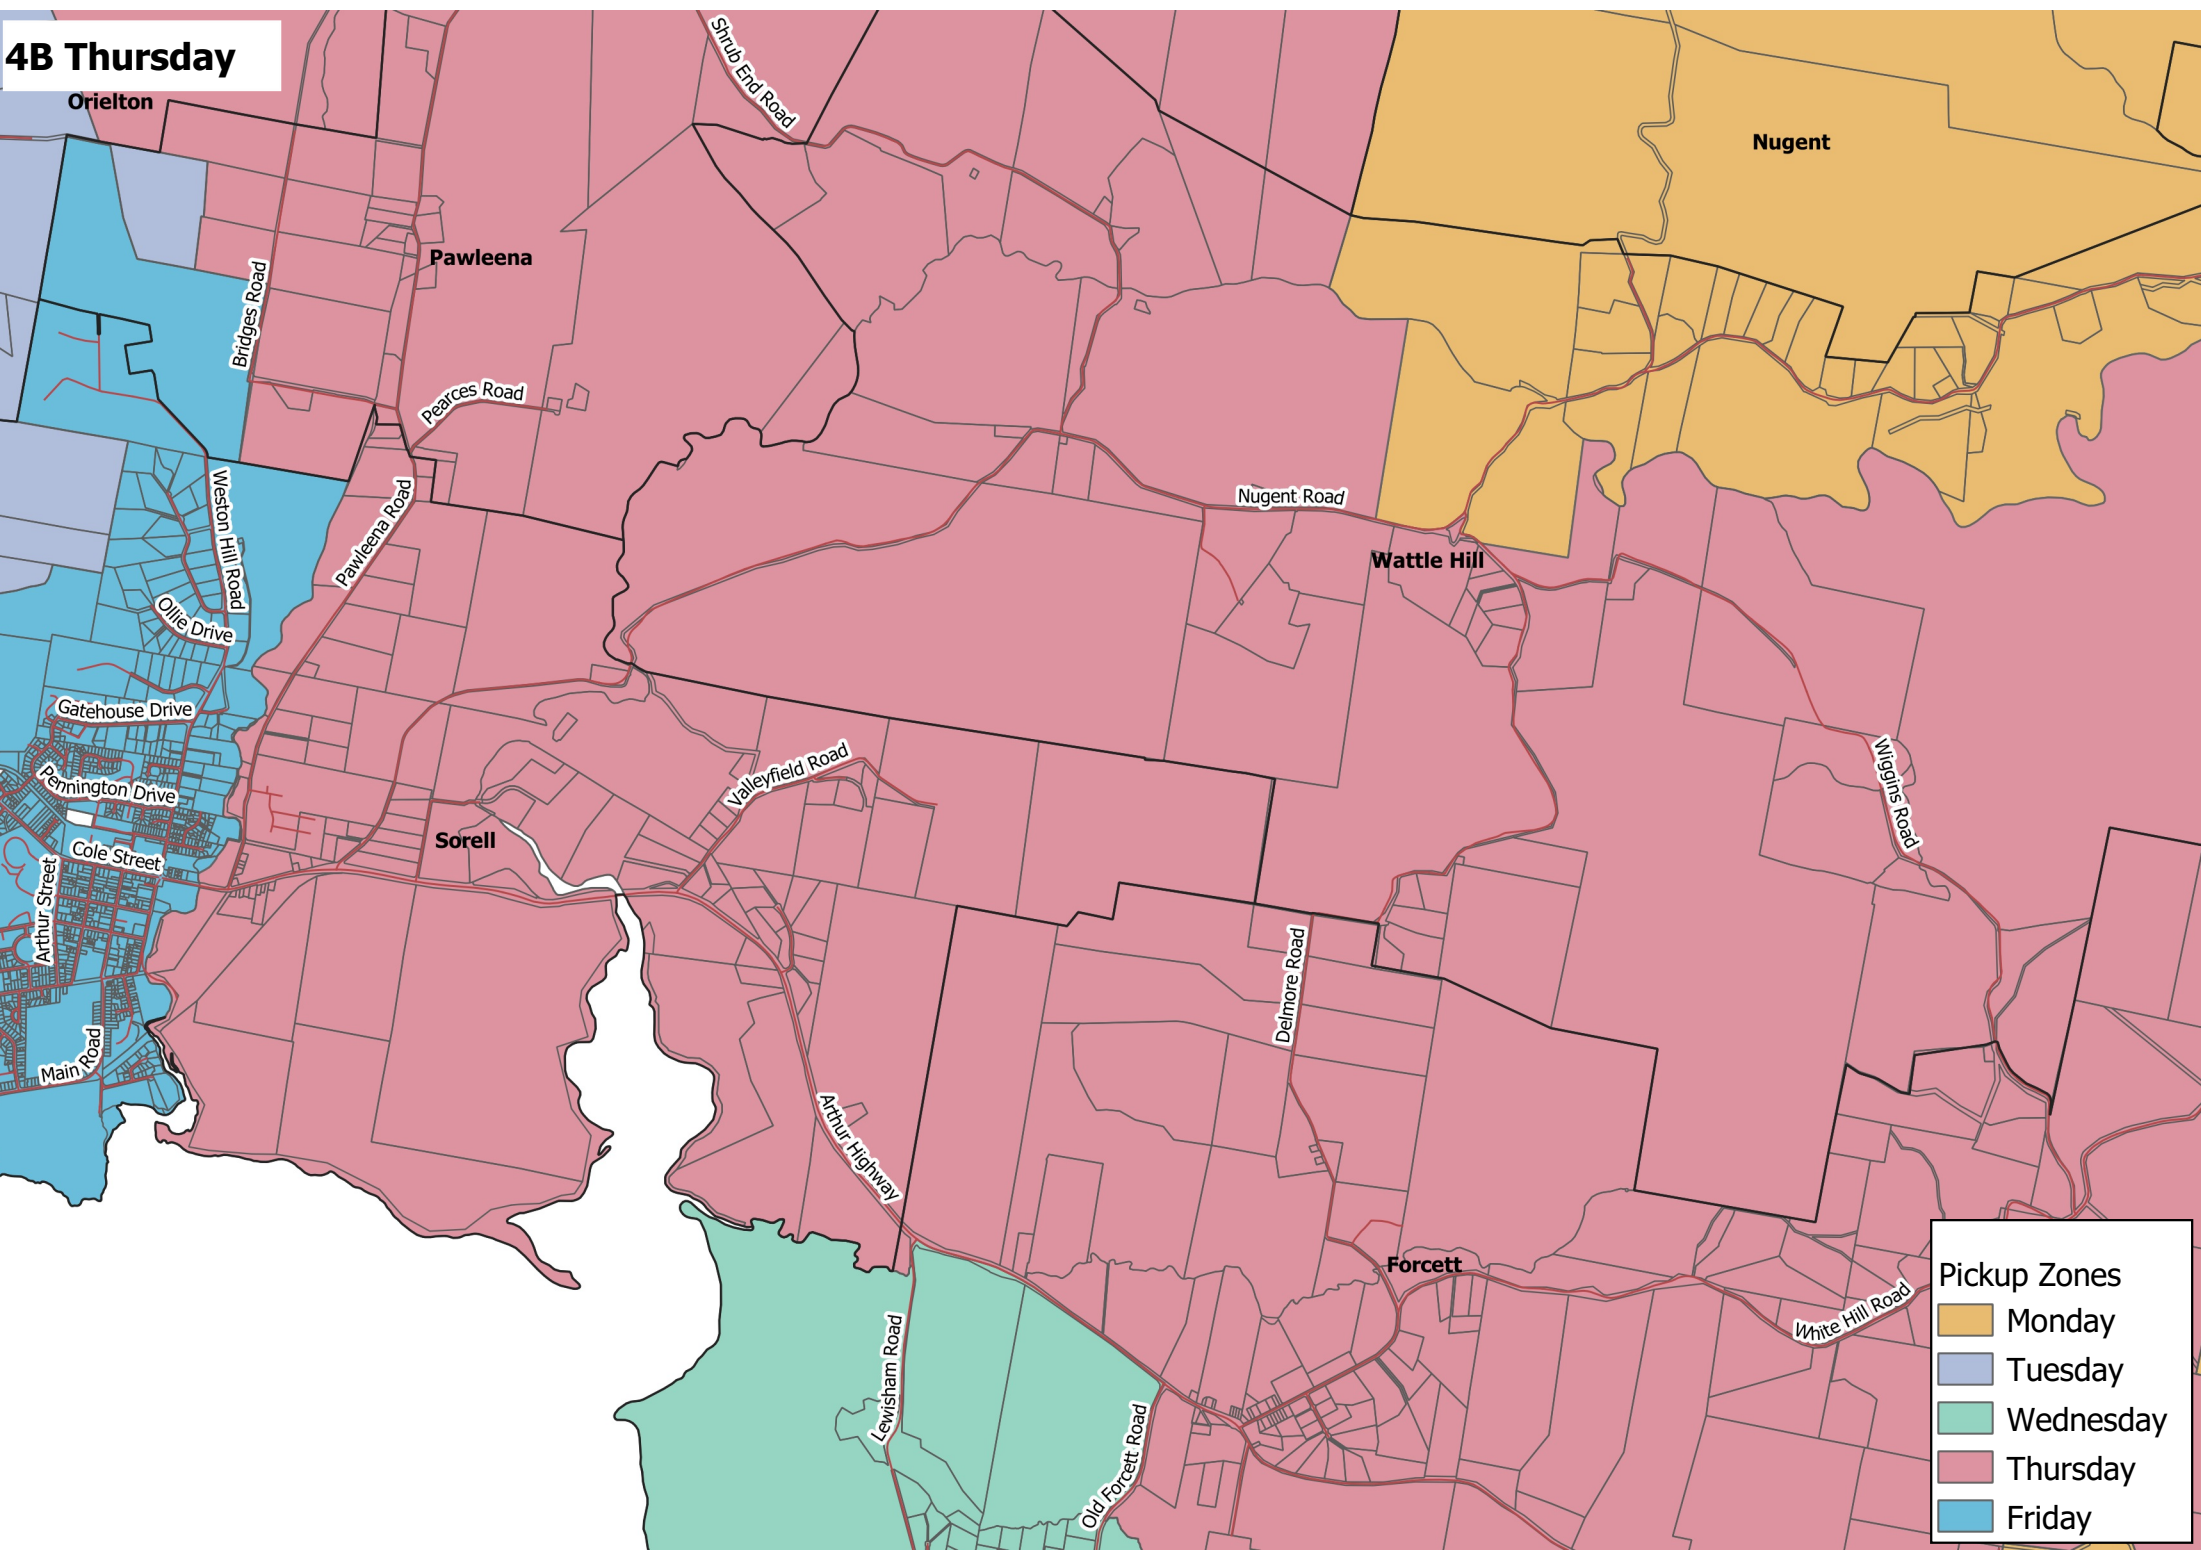 4B Thursday
Orielton
Shrub End Road
Nugent
Pawleena
Bridges Road
Pearces Road
Weston Hill Road
Pawleena Road
Nugent Road
Wattle Hill
Ollie Drive
Gatehouse Drive
Pennington Drive
Valleyfield Road
Wiggins Road
Sorell
Cole Street
Arthur Street
Delmore Road
Main Road
Arthur Highway
Forcett
White Hill Road
Lewisham Road
Old Forcett Road
Pickup Zones
Monday
Tuesday
Wednesday
Thursday
Friday